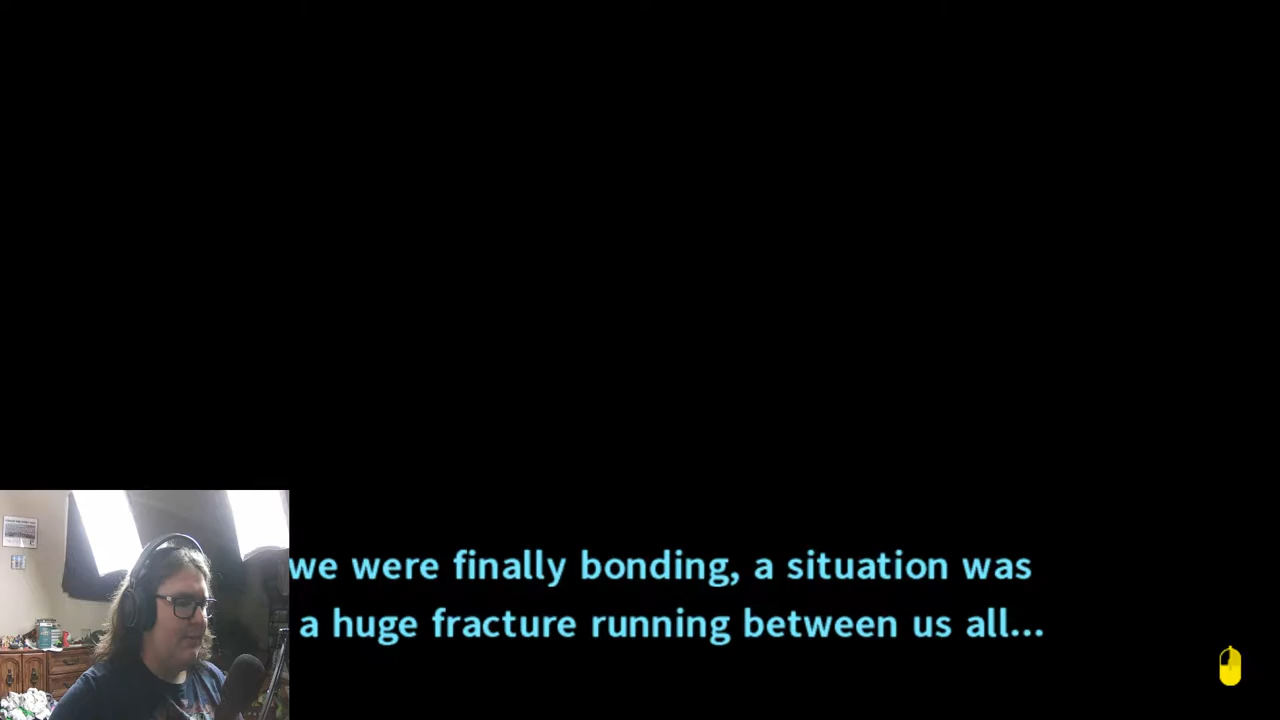 we were finally bonding, a situation was
a huge fracture running between us all...